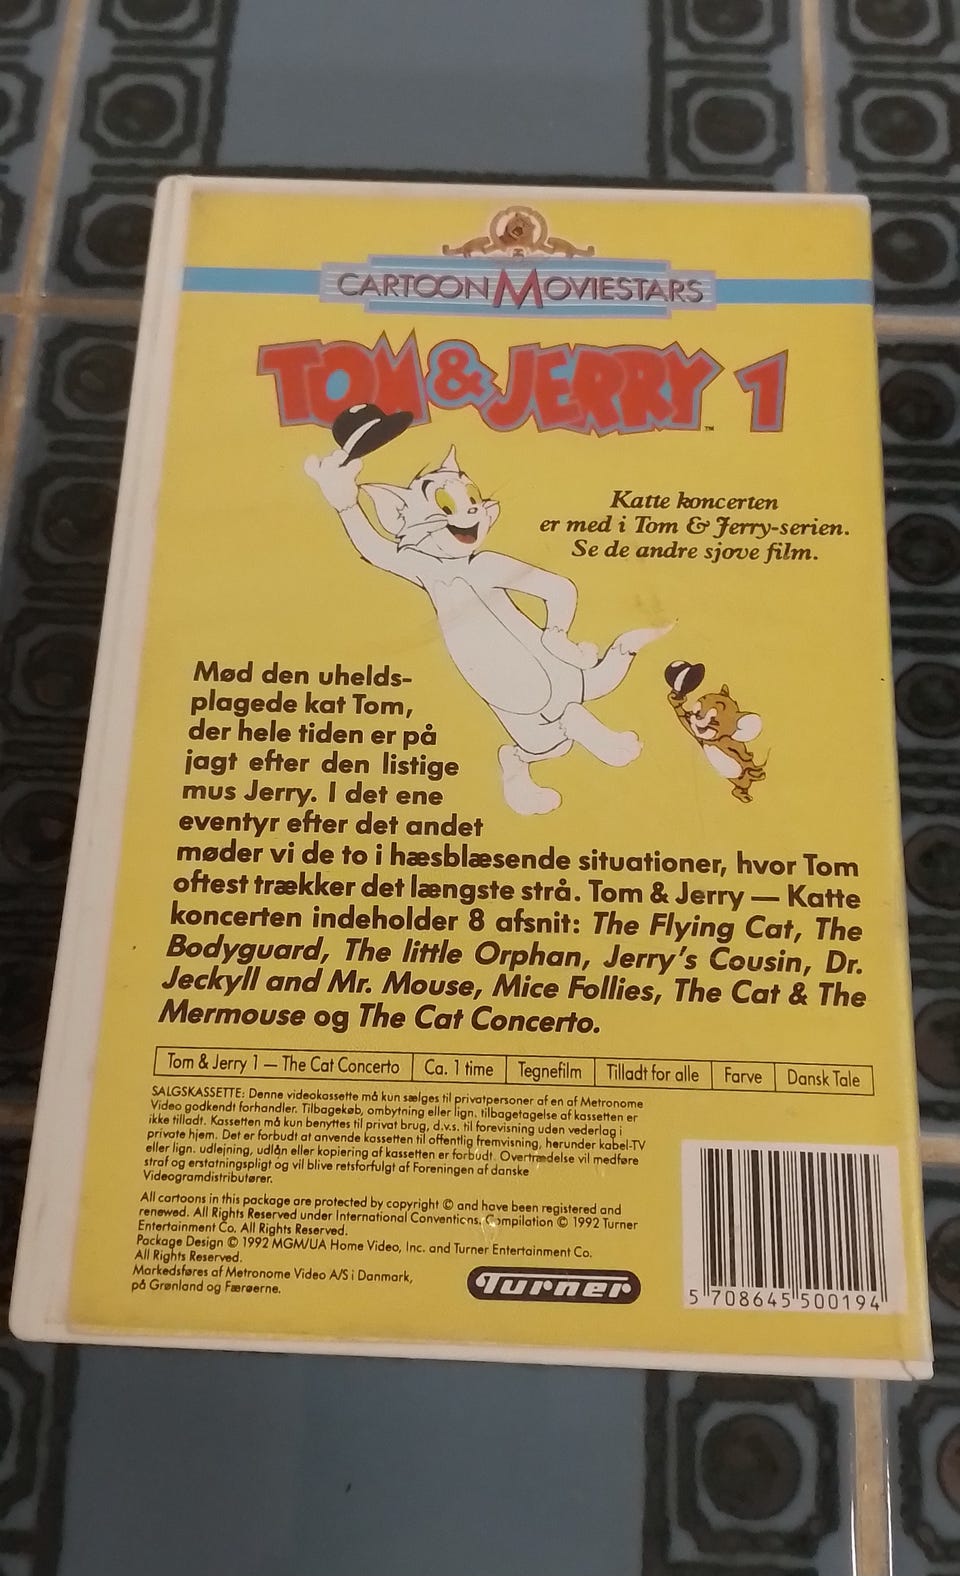 CARTOON MOVIESTARS
TOM & JERRY 1
TM
Katte koncerten
er med i Tom & Jerry-serien.
Se de andre sjove film.
Mød den uhelds-
plagede kat Tom,
der hele tiden er på
jagt efter den listige
mus Jerry. I det ene
eventyr efter det andet
møder vi de to i hæsblæsende situationer, hvor Tom
oftest trækker det længste strå. Tom & Jerry — Katte
koncerten indeholder 8 afsnit: The Flying Cat, The
Bodyguard, The little Orphan, Jerry's Cousin, Dr.
Jeckyll and Mr. Mouse, Mice Follies, The Cat & The
Mermouse og The Cat Concerto.
Tom & Jerry 1 — The Cat Concerto Ca. 1 time Tegnefilm Tilladt for alle Farve Dansk Tale
SALGSKASSETTE: Denne videokassette må kun sælges til privatpersoner af en af Metronome
Video godkendt forhandler. Tilbagekøb, ombytning eller lign. tilbagetagelse af kassetten er
ikke tilladt. Kassetten må kun benyttes til privat brug, d.v.s. til forevisning uden vederlag i
private hjem. Det er forbudt at anvende kassetten til offentlig fremvisning, herunder kabel-TV
eller lign. udlejning, udlån eller kopiering af kassetten er forbudt. Overtrædelse vil medføre
straf og erstatningspligt og vil blive retsforfulgt af Foreningen af danske
Videogramdistributører.
All cartoons in this package are protected by copyright © and have been registered and
renewed. All Rights Reserved under International Conventions. Compilation © 1992 Turner
Entertainment Co. All Rights Reserved.
Package Design © 1992 MGM/UA Home Video, Inc. and Turner Entertainment Co.
All Rights Reserved.
Markedsføres af Metronome Video A/S i Danmark,
på Grønland og Færøerne.
Turner
5 708645 500194